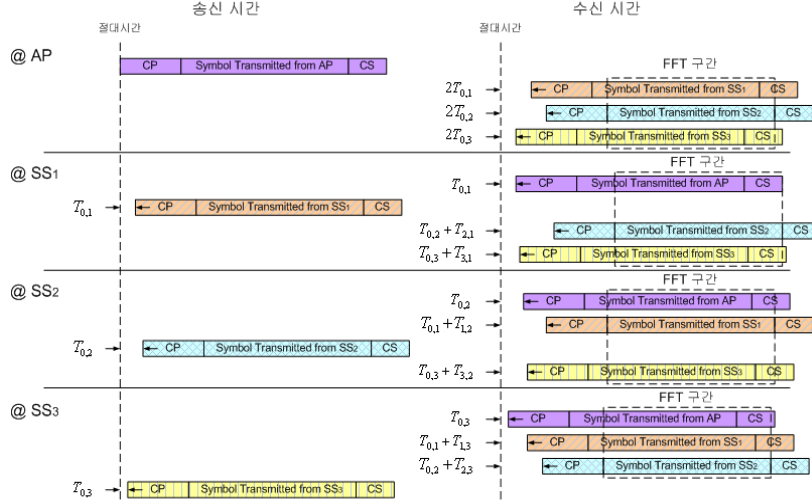 송신 시간 수신 시간
절대시간 절대시간
@ AP
CP Symbol Transmitted from AP CS
FFT 구간
2T0,1 CP Symbol Transmitted from SS1 CS
2T0,2 CP Symbol Transmitted from SS2 CS
2T0,3 CP Symbol Transmitted from SS3 CS
@ SS1
FFT 구간
T0,1 CP Symbol Transmitted from AP CS
T0,1 CP Symbol Transmitted from SS1 CS
T0,2 + T2,1 CP Symbol Transmitted from SS2 CS
T0,3 + T3,1 CP Symbol Transmitted from SS3 CS
@ SS2
FFT 구간
T0,2 CP Symbol Transmitted from AP CS
T0,1 + T1,2 CP Symbol Transmitted from SS1 CS
T0,2 CP Symbol Transmitted from SS2 CS
T0,3 + T3,2 CP Symbol Transmitted from SS3 CS
@ SS3
FFT 구간
T0,3 CP Symbol Transmitted from AP CS
T0,1 + T1,3 CP Symbol Transmitted from SS1 CS
T0,2 + T2,3 CP Symbol Transmitted from SS2 CS
T0,3 CP Symbol Transmitted from SS3 CS